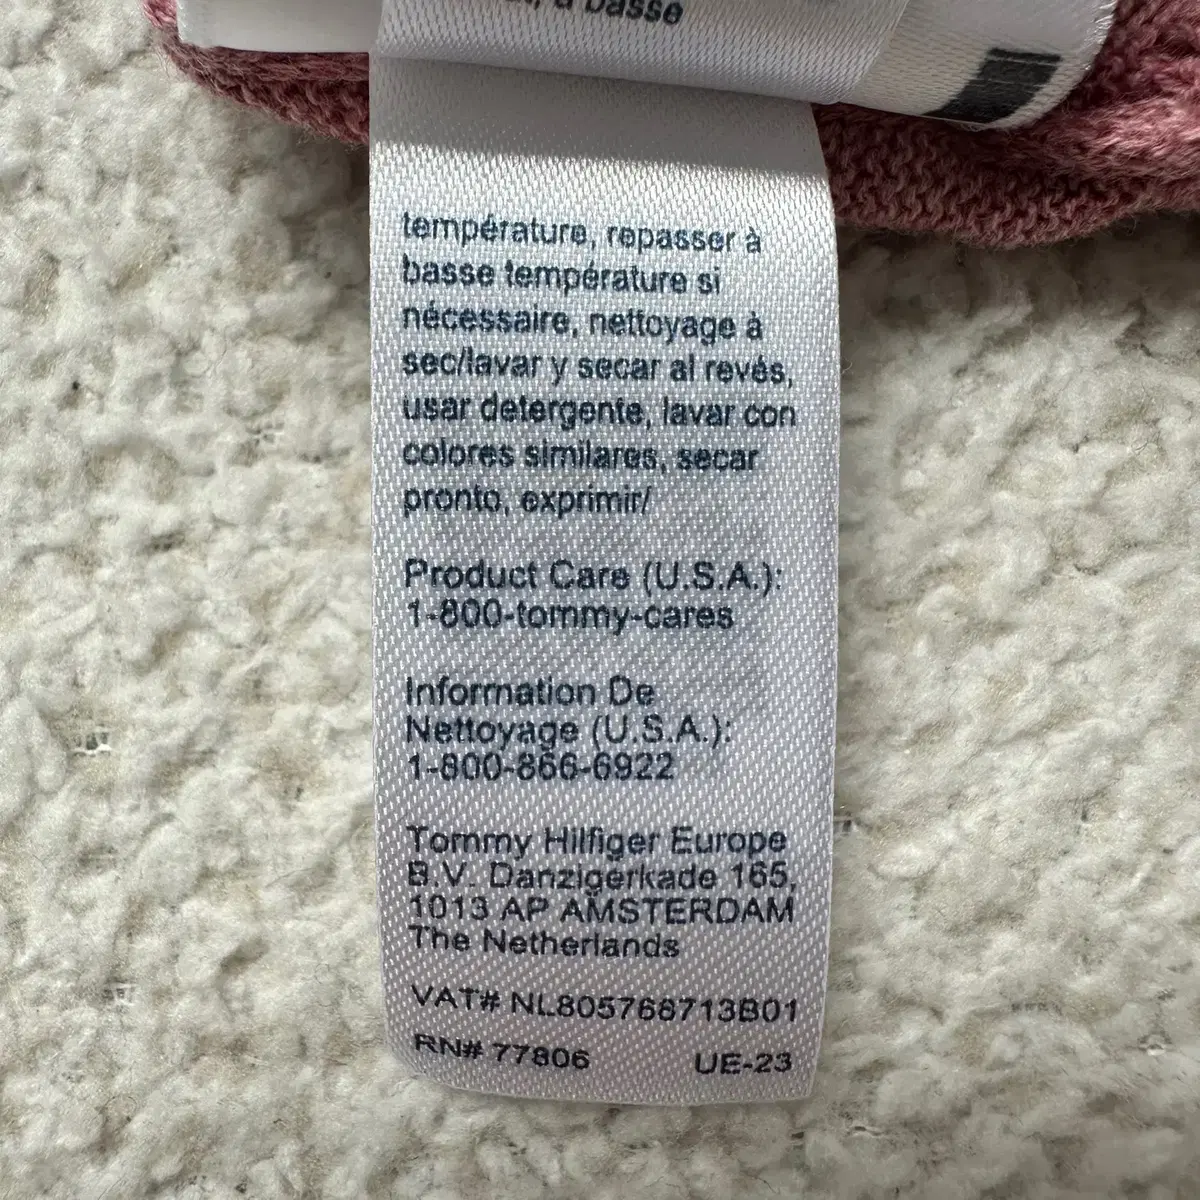 à basse
température, repasser à
basse température si
nécessaire, nettoyage à
sec/lavar y secar al revés,
usar detergente, lavar con
colores similares, secar
pronto, exprimir/
Product Care (U.S.A.):
1-800-tommy-cares
Information De
Nettoyage (U.S.A.):
1-800-866-6922
Tommy Hilfiger Europe
B.V. Danzigerkade 165,
1013 AP AMSTERDAM
The Netherlands
VAT# NL805768713B01
RN# 77806 UE-23